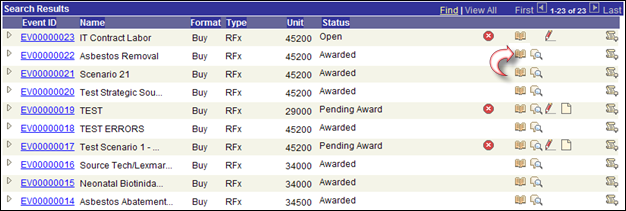 Search Results Find | View All First 1-23 of 23 Last
Event ID Name Format Type Unit Status
EV00000023 IT Contract Labor Buy RFx 45200 Open
EV00000022 Asbestos Removal Buy RFx 45200 Awarded
EV00000021 Scenario 21 Buy RFx 45200 Awarded
EV00000020 Test Strategic Sou... Buy RFx 45200 Awarded
EV00000019 TEST Buy RFx 29000 Pending Award
EV00000018 TEST ERRORS Buy RFx 45200 Awarded
EV00000017 Test Scenario 1 - ... Buy RFx 45200 Pending Award
EV00000016 Source Tech/Lexmar... Buy RFx 34000 Awarded
EV00000015 Neonatal Biotinida... Buy RFx 34000 Awarded
EV00000014 Asbestos Abatement... Buy RFx 34500 Awarded